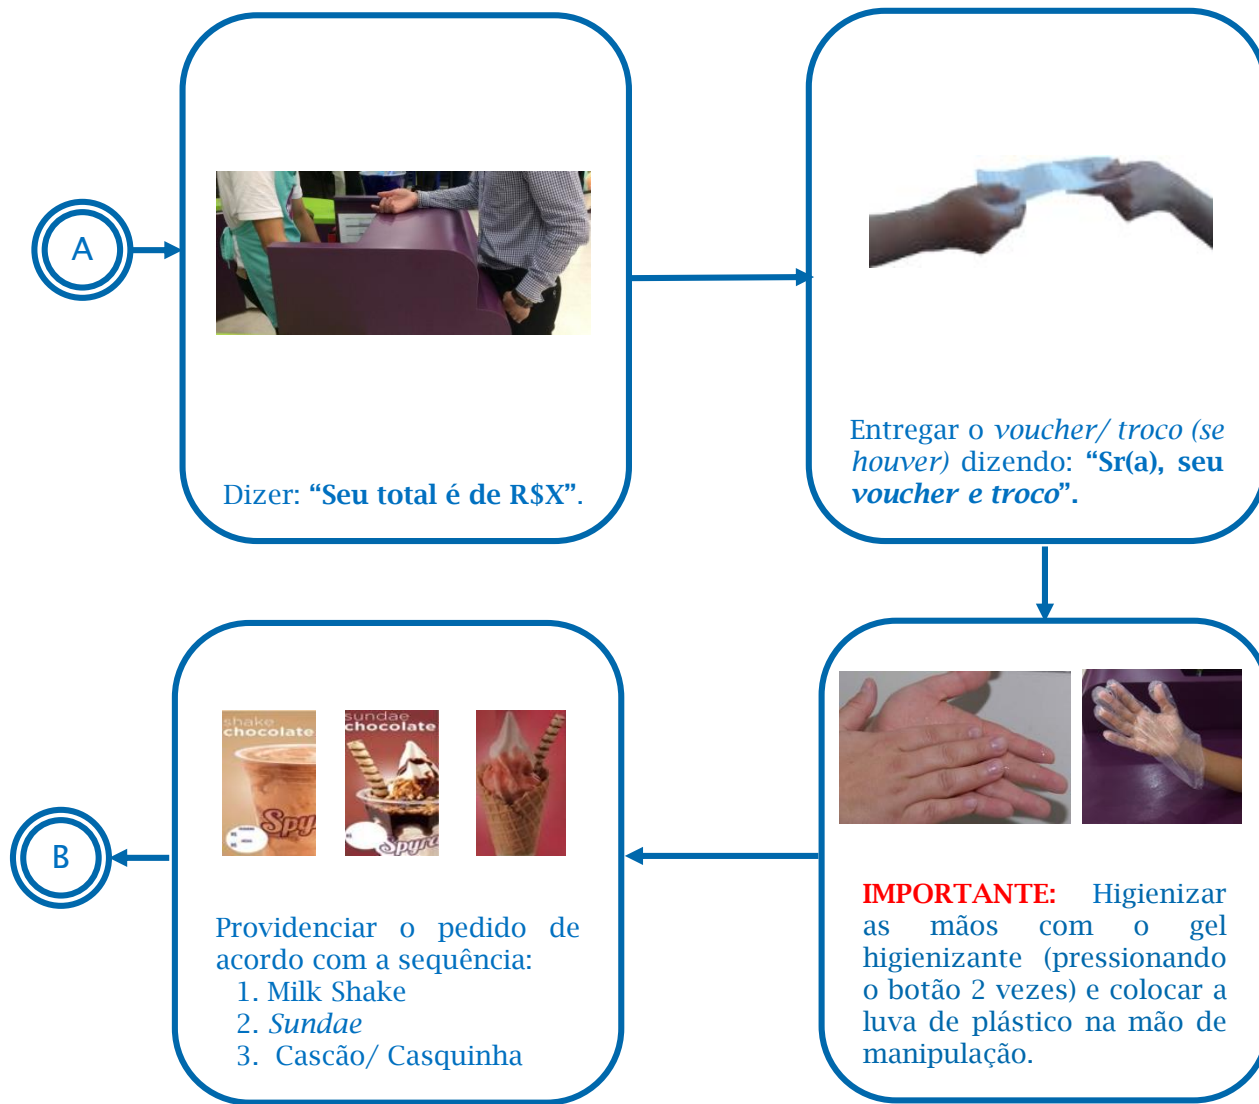 A
Dizer: “Seu total é de R$X”.
Entregar o voucher/ troco (se
houver) dizendo: “Sr(a), seu
voucher e troco”.
shake
chocolate
Spy
sundae
chocolate
Spyr
B
Providenciar o pedido de
acordo com a sequência:
1. Milk Shake
2. Sundae
3. Cascão/ Casquinha
IMPORTANTE: Higienizar
as mãos com o gel
higienizante (pressionando
o botão 2 vezes) e colocar a
luva de plástico na mão de
manipulação.